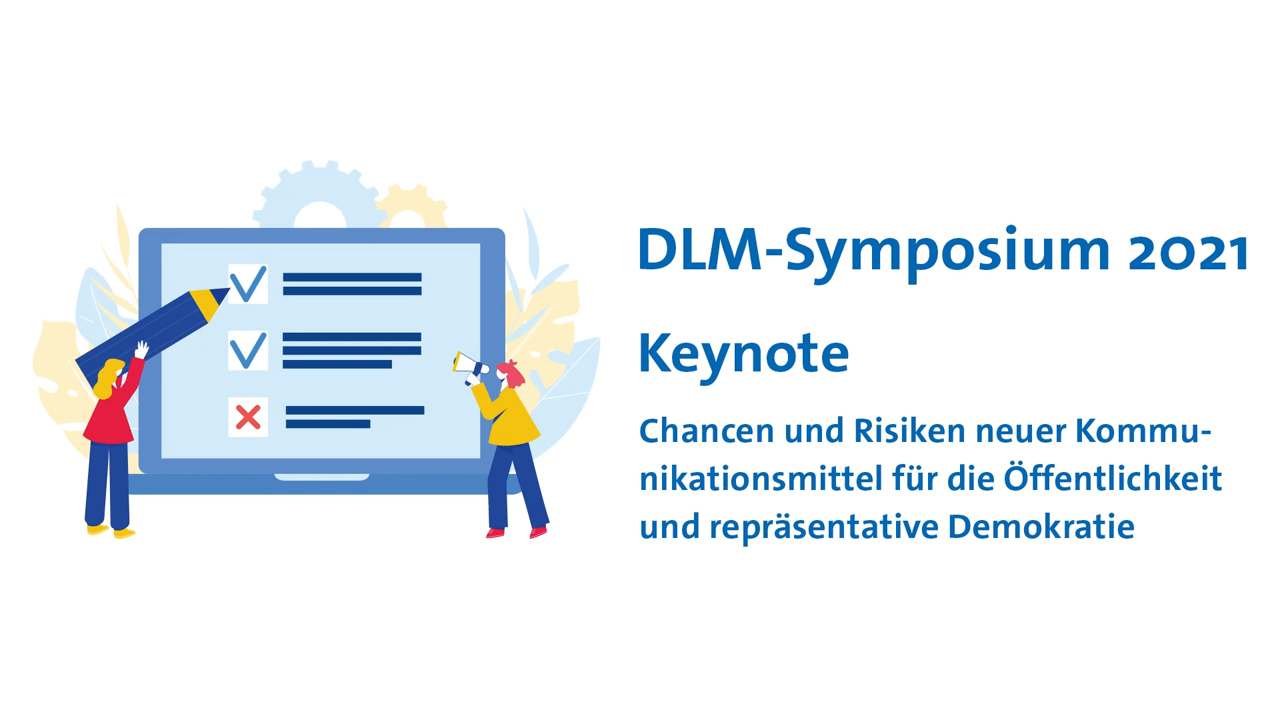 DLM-Symposium 2021
Keynote
Chancen und Risiken neuer Kommu-
nikationsmittel für die Öffentlichkeit
und repräsentative Demokratie